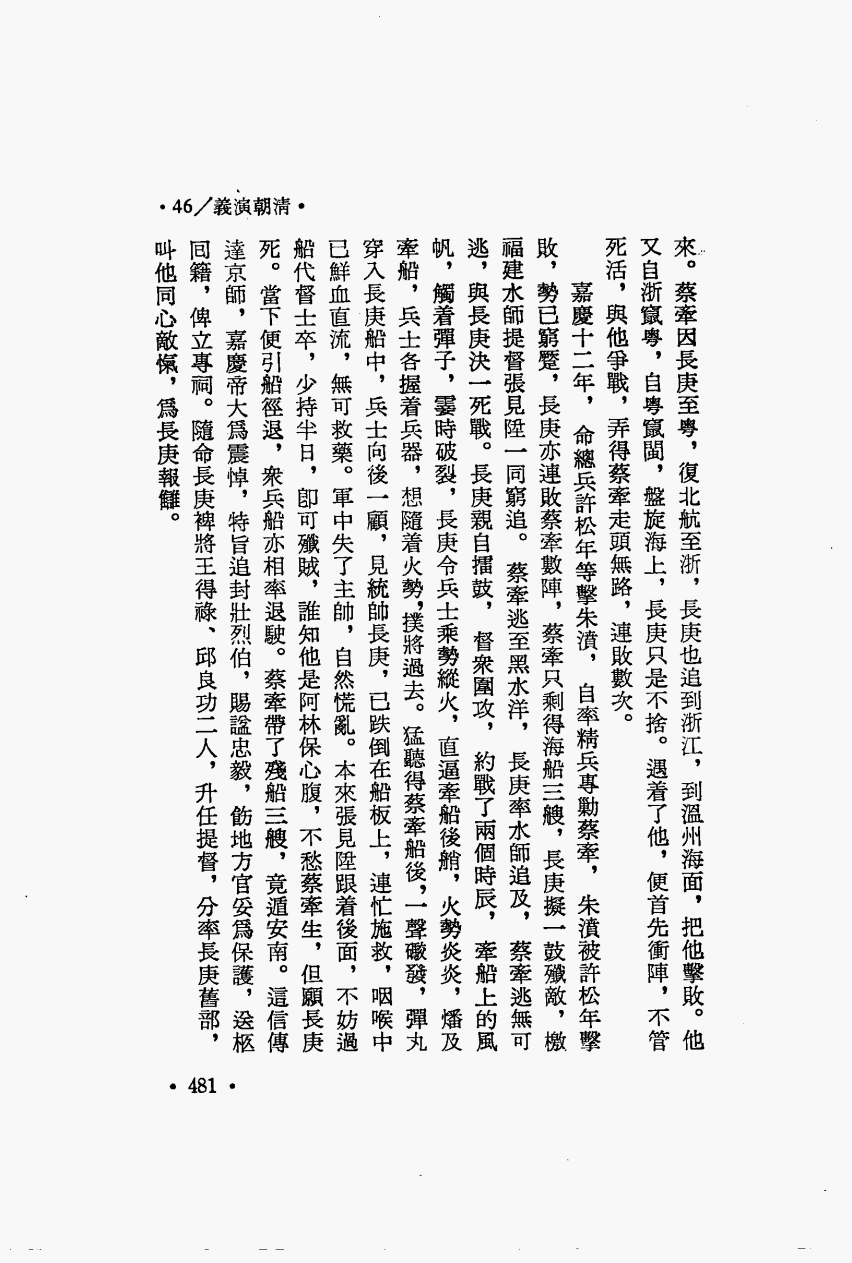 •46／義演朝清•
來。蔡牽因長庚至粤，復北航至浙，長庚也追到浙江，到溫州海面，把他擊敗。他
又自浙竄粤，自粤竄閩，盤旋海上，長庚只是不捨。遇着了他，便首先衝陣，不管
死活，與他爭戰，弄得蔡牽走頭無路，連敗數次。
嘉慶十二年，命總兵許松年等擊朱濆，自率精兵專勦蔡牽，朱濆被許松年擊
敗，勢已窮蹙，長庚亦連敗蔡牽數陣，蔡牽只剩得海船三艘，長庚擬一鼓殲敵，檄
福建水師提督張見陞一同窮追。蔡牽逃至黑水洋，長庚率水師追及，蔡牽逃無可
逃，與長庚決一死戰。長庚親自擂鼓，督衆圍攻，約戰了兩個時辰，牽船上的風
帆，觸着彈子，霎時破裂，長庚令兵士乘勢縱火，直逼牽船後艄，火勢炎炎，燔及
牽船，兵士各握着兵器，想隨着火勢，撲將過去。猛聽得蔡牽船後，一聲礮發，彈丸
穿入長庚船中，兵士向後一顧，見統帥長庚，已跌倒在船板上，連忙施救，咽喉中
已鮮血直流，無可救藥。軍中失了主帥，自然慌亂。本來張見陞跟着後面，不妨過
船代督士卒，少持半日，卽可殲賊，誰知他是阿林保心腹，不愁蔡牽生，但願長庚
死。當下便引船徑退，衆兵船亦相率退駛。蔡牽帶了殘船三艘，竟遁安南。這信傳
達京師，嘉慶帝大爲震悼，特旨追封壯烈伯，賜諡忠毅，飭地方官妥爲保護，送柩
回籍，俾立專祠。隨命長庚裨將王得祿、邱良功二人，升任提督，分率長庚舊部，
叫他同心敵愾，爲長庚報讎。
•481•